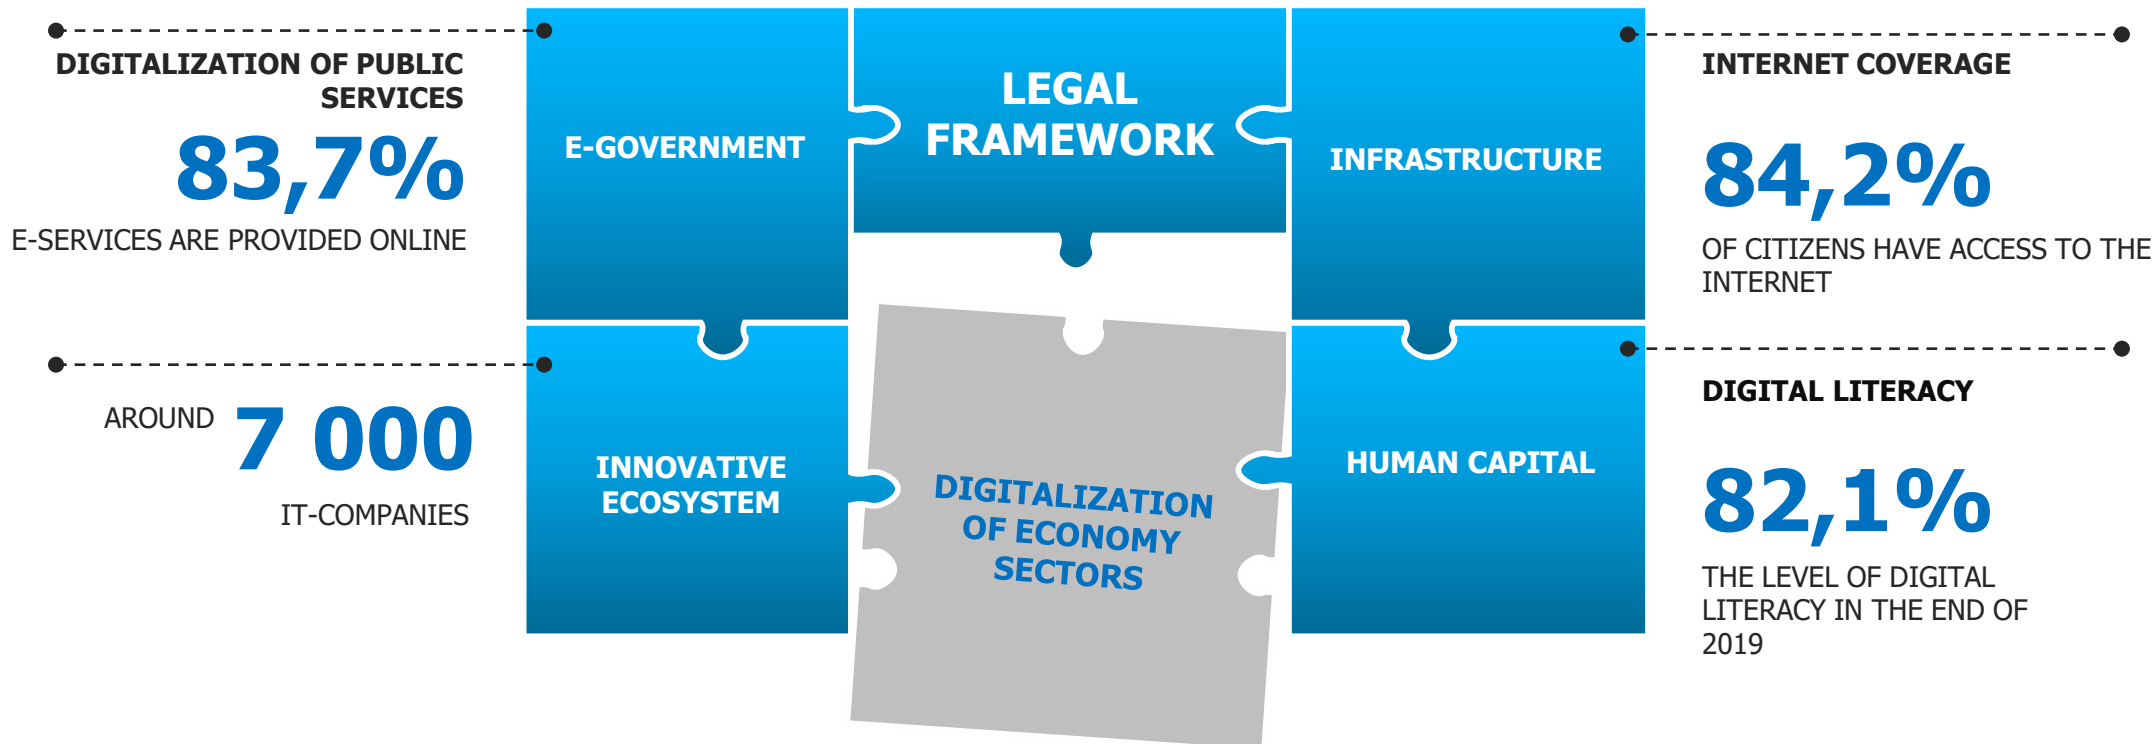 DIGITALIZATION OF PUBLIC
SERVICES
83,7%
E-SERVICES ARE PROVIDED ONLINE
AROUND 7 000
IT-COMPANIES
E-GOVERNMENT
LEGAL
FRAMEWORK
INFRASTRUCTURE
INNOVATIVE
ECOSYSTEM
DIGITALIZATION
OF ECONOMY
SECTORS
HUMAN CAPITAL
INTERNET COVERAGE
84,2%
OF CITIZENS HAVE ACCESS TO THE
INTERNET
DIGITAL LITERACY
82,1%
THE LEVEL OF DIGITAL
LITERACY IN THE END OF
2019